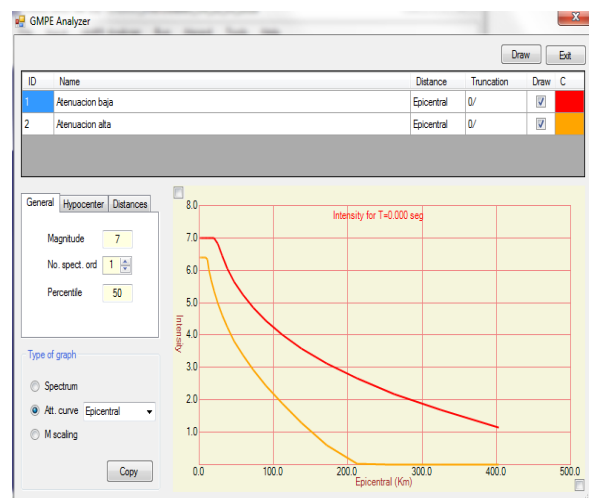 GMPE Analyzer
Draw Exit
ID Name Distance Truncation Draw C
1 Atenuacion baja Epicentral 0/
2 Atenuacion alta Epicentral 0/
General Hypocenter Distances
Magnitude 7
No. spect. ord 1
Percentile 50
Type of graph
Spectrum
Att. curve Epicentral
M scaling
Copy
Intensity for T=0.000 seg
8.0
7.0
6.0
5.0
4.0
3.0
2.0
1.0
Intensity
0.0 100.0 200.0 300.0 400.0 500.0
Epicentral (Km)